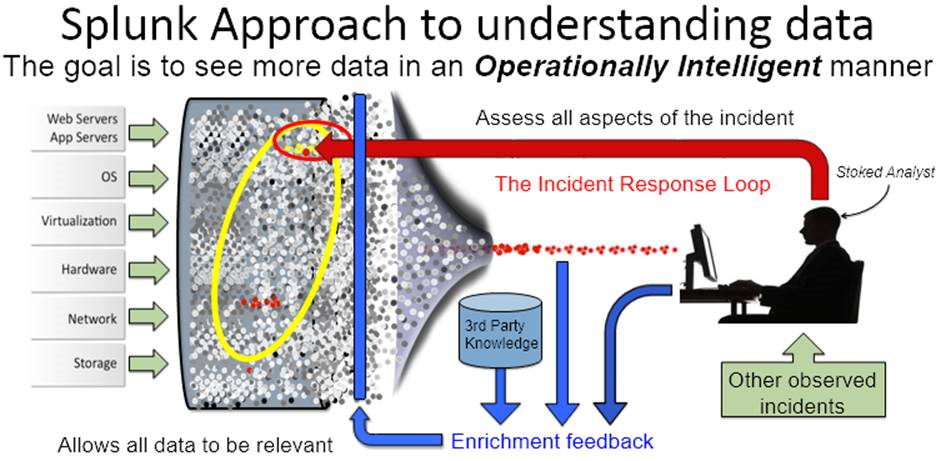 Splunk Approach to understanding data
The goal is to see more data in an Operationally Intelligent manner
Web Servers
App Servers
OS
Virtualization
Hardware
Network
Storage
Assess all aspects of the incident
The Incident Response Loop
Stoked Analyst
3rd Party
Knowledge
Other observed
incidents
Enrichment feedback
Allows all data to be relevant